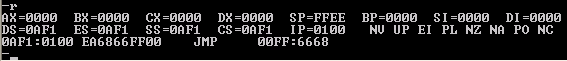 -r
AX=0000 BX=0000 CX=0000 DX=0000 SP=FFEE BP=0000 SI=0000 DI=0000
DS=0AF1 ES=0AF1 SS=0AF1 CS=0AF1 IP=0100 NV UP EI PL NZ NA PO NC
0AF1:0100 EA6866FF00 JMP 00FF:6668
-